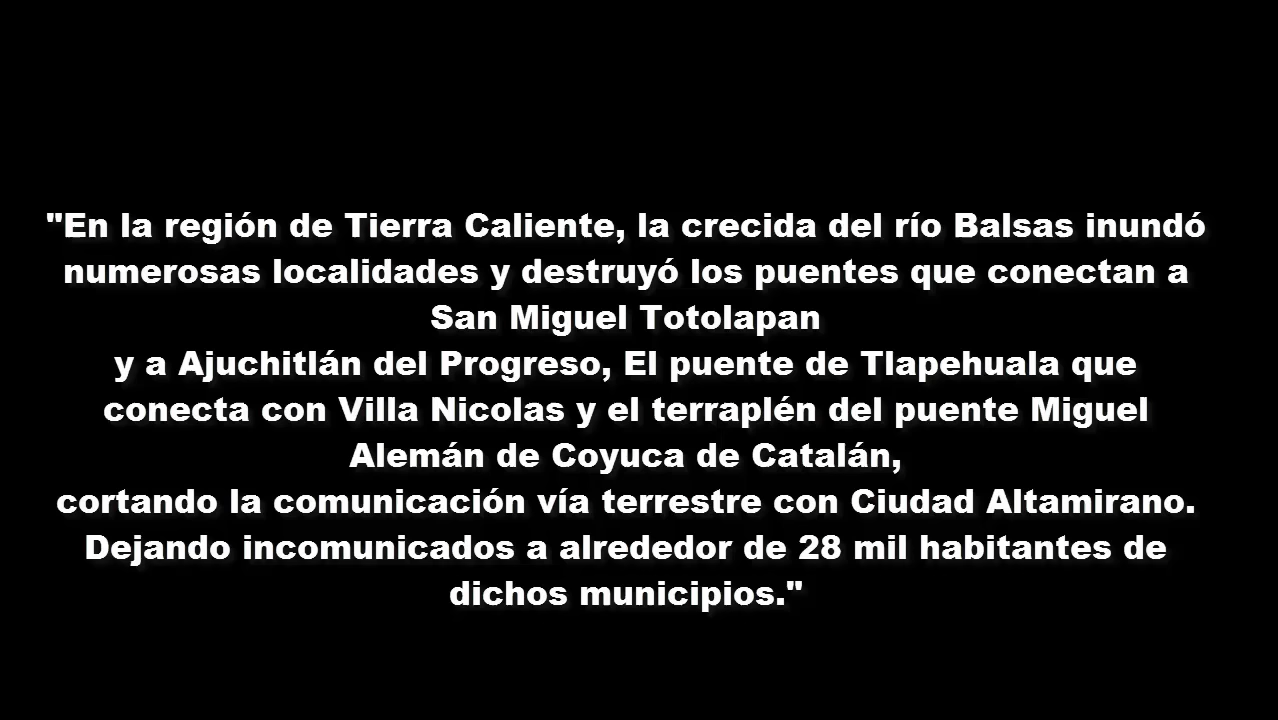 "En la región de Tierra Caliente, la crecida del río Balsas inundó
numerosas localidades y destruyó los puentes que conectan a
San Miguel Totolapan
y a Ajuchitlán del Progreso, El puente de Tlapehuala que
conecta con Villa Nicolas y el terraplén del puente Miguel
Alemán de Coyuca de Catalán,
cortando la comunicación vía terrestre con Ciudad Altamirano.
Dejando incomunicados a alrededor de 28 mil habitantes de
dichos municipios."